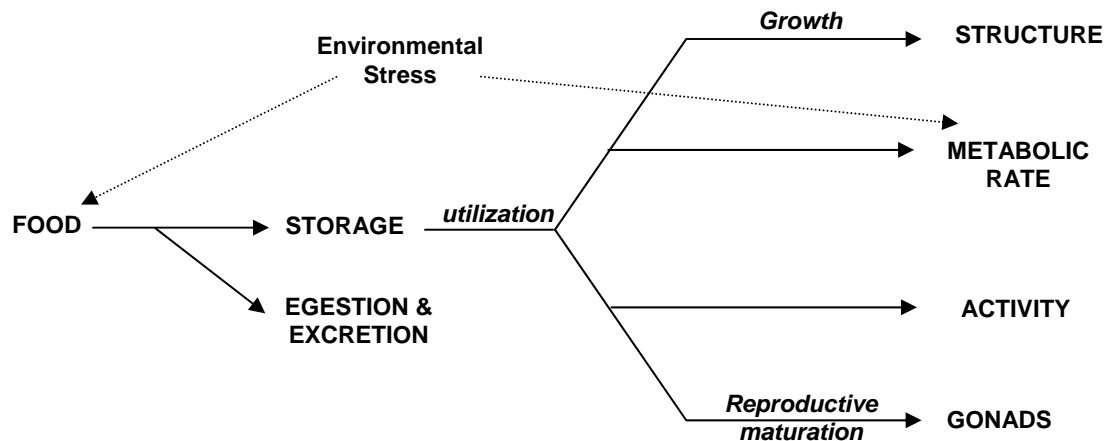 Growth
STRUCTURE
Environmental
Stress
METABOLIC
RATE
FOOD
STORAGE
utilization
EGESTION &
EXCRETION
ACTIVITY
Reproductive
maturation
GONADS